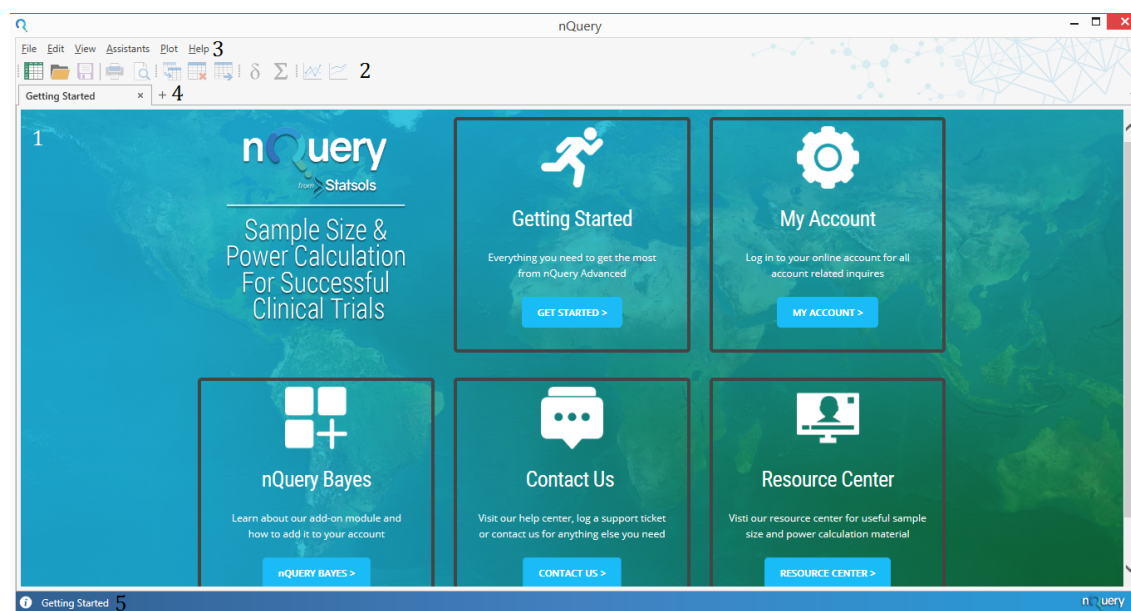 nQuery
File Edit View Assistants Plot Help 3
δ Σ 2
Getting Started × + 4
1
nQuery
from Statsols
Sample Size &
Power Calculation
For Successful
Clinical Trials
Getting Started
Everything you need to get the most
from nQuery Advanced
GET STARTED >
My Account
Log in to your online account for all
account related inquires
MY ACCOUNT >
nQuery Bayes
Learn about our add-on module and
how to add it to your account
nQUERY BAYES >
Contact Us
Visit our help center, log a support ticket
or contact us for anything else you need
CONTACT US >
Resource Center
Visti our resource center for useful sample
size and power calculation material
RESOURCE CENTER >
Getting Started 5
nQuery